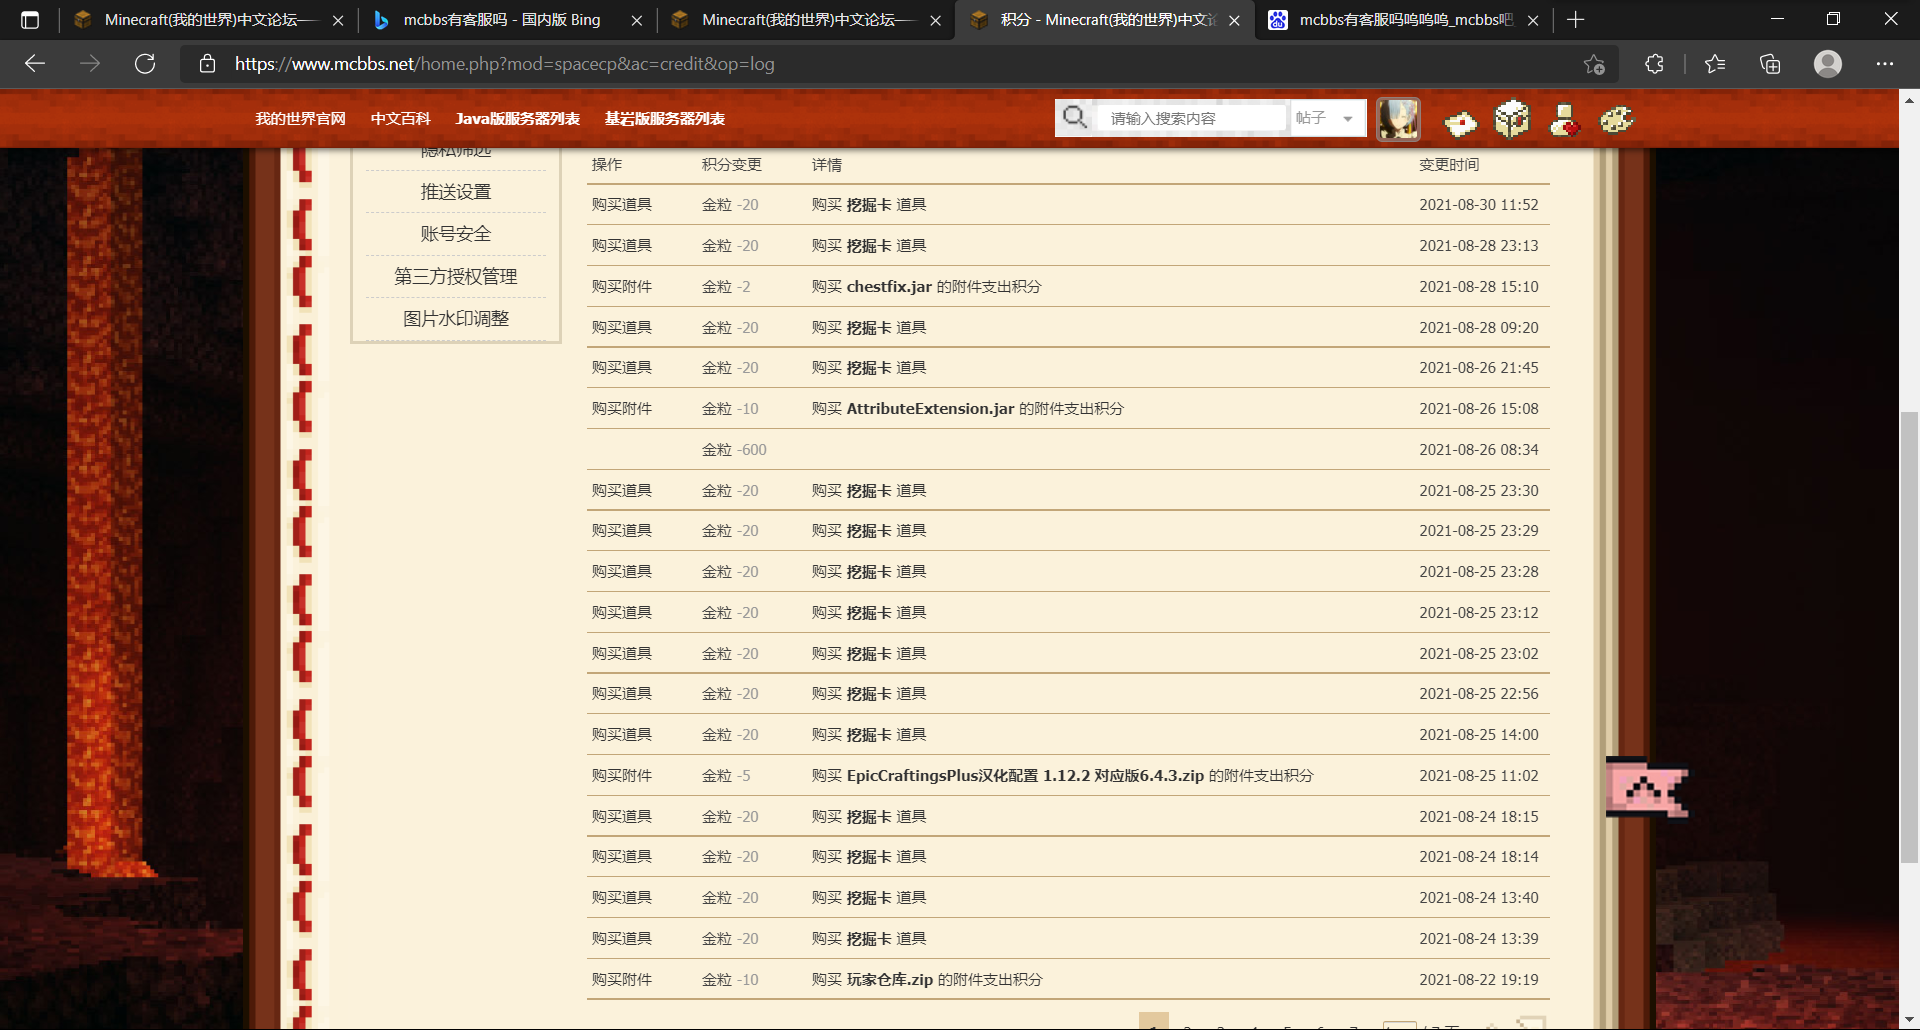 Minecraft(我的世界)中文论坛——
mcbbs有客服吗 - 国内版 Bing
Minecraft(我的世界)中文论坛——
积分 - Minecraft(我的世界)中文论
mcbbs有客服吗呜呜呜_mcbbs吧_
https://www.mcbbs.net/home.php?mod=spacecp&ac=credit&op=log
我的世界官网 中文百科 Java版服务器列表 基岩版服务器列表
请输入搜索内容 帖子
隐私筛选
推送设置
账号安全
第三方授权管理
图片水印调整
操作 积分变更 详情 变更时间
购买道具 金粒 -20 购买 挖掘卡 道具 2021-08-30 11:52
购买道具 金粒 -20 购买 挖掘卡 道具 2021-08-28 23:13
购买附件 金粒 -2 购买 chestfix.jar 的附件支出积分 2021-08-28 15:10
购买道具 金粒 -20 购买 挖掘卡 道具 2021-08-28 09:20
购买道具 金粒 -20 购买 挖掘卡 道具 2021-08-26 21:45
购买附件 金粒 -10 购买 AttributeExtension.jar 的附件支出积分 2021-08-26 15:08
金粒 -600 2021-08-26 08:34
购买道具 金粒 -20 购买 挖掘卡 道具 2021-08-25 23:30
购买道具 金粒 -20 购买 挖掘卡 道具 2021-08-25 23:29
购买道具 金粒 -20 购买 挖掘卡 道具 2021-08-25 23:28
购买道具 金粒 -20 购买 挖掘卡 道具 2021-08-25 23:12
购买道具 金粒 -20 购买 挖掘卡 道具 2021-08-25 23:02
购买道具 金粒 -20 购买 挖掘卡 道具 2021-08-25 22:56
购买道具 金粒 -20 购买 挖掘卡 道具 2021-08-25 14:00
购买附件 金粒 -5 购买 EpicCraftingsPlus汉化配置 1.12.2 对应版6.4.3.zip 的附件支出积分 2021-08-25 11:02
购买道具 金粒 -20 购买 挖掘卡 道具 2021-08-24 18:15
购买道具 金粒 -20 购买 挖掘卡 道具 2021-08-24 18:14
购买道具 金粒 -20 购买 挖掘卡 道具 2021-08-24 13:40
购买道具 金粒 -20 购买 挖掘卡 道具 2021-08-24 13:39
购买附件 金粒 -10 购买 玩家仓库.zip 的附件支出积分 2021-08-22 19:19